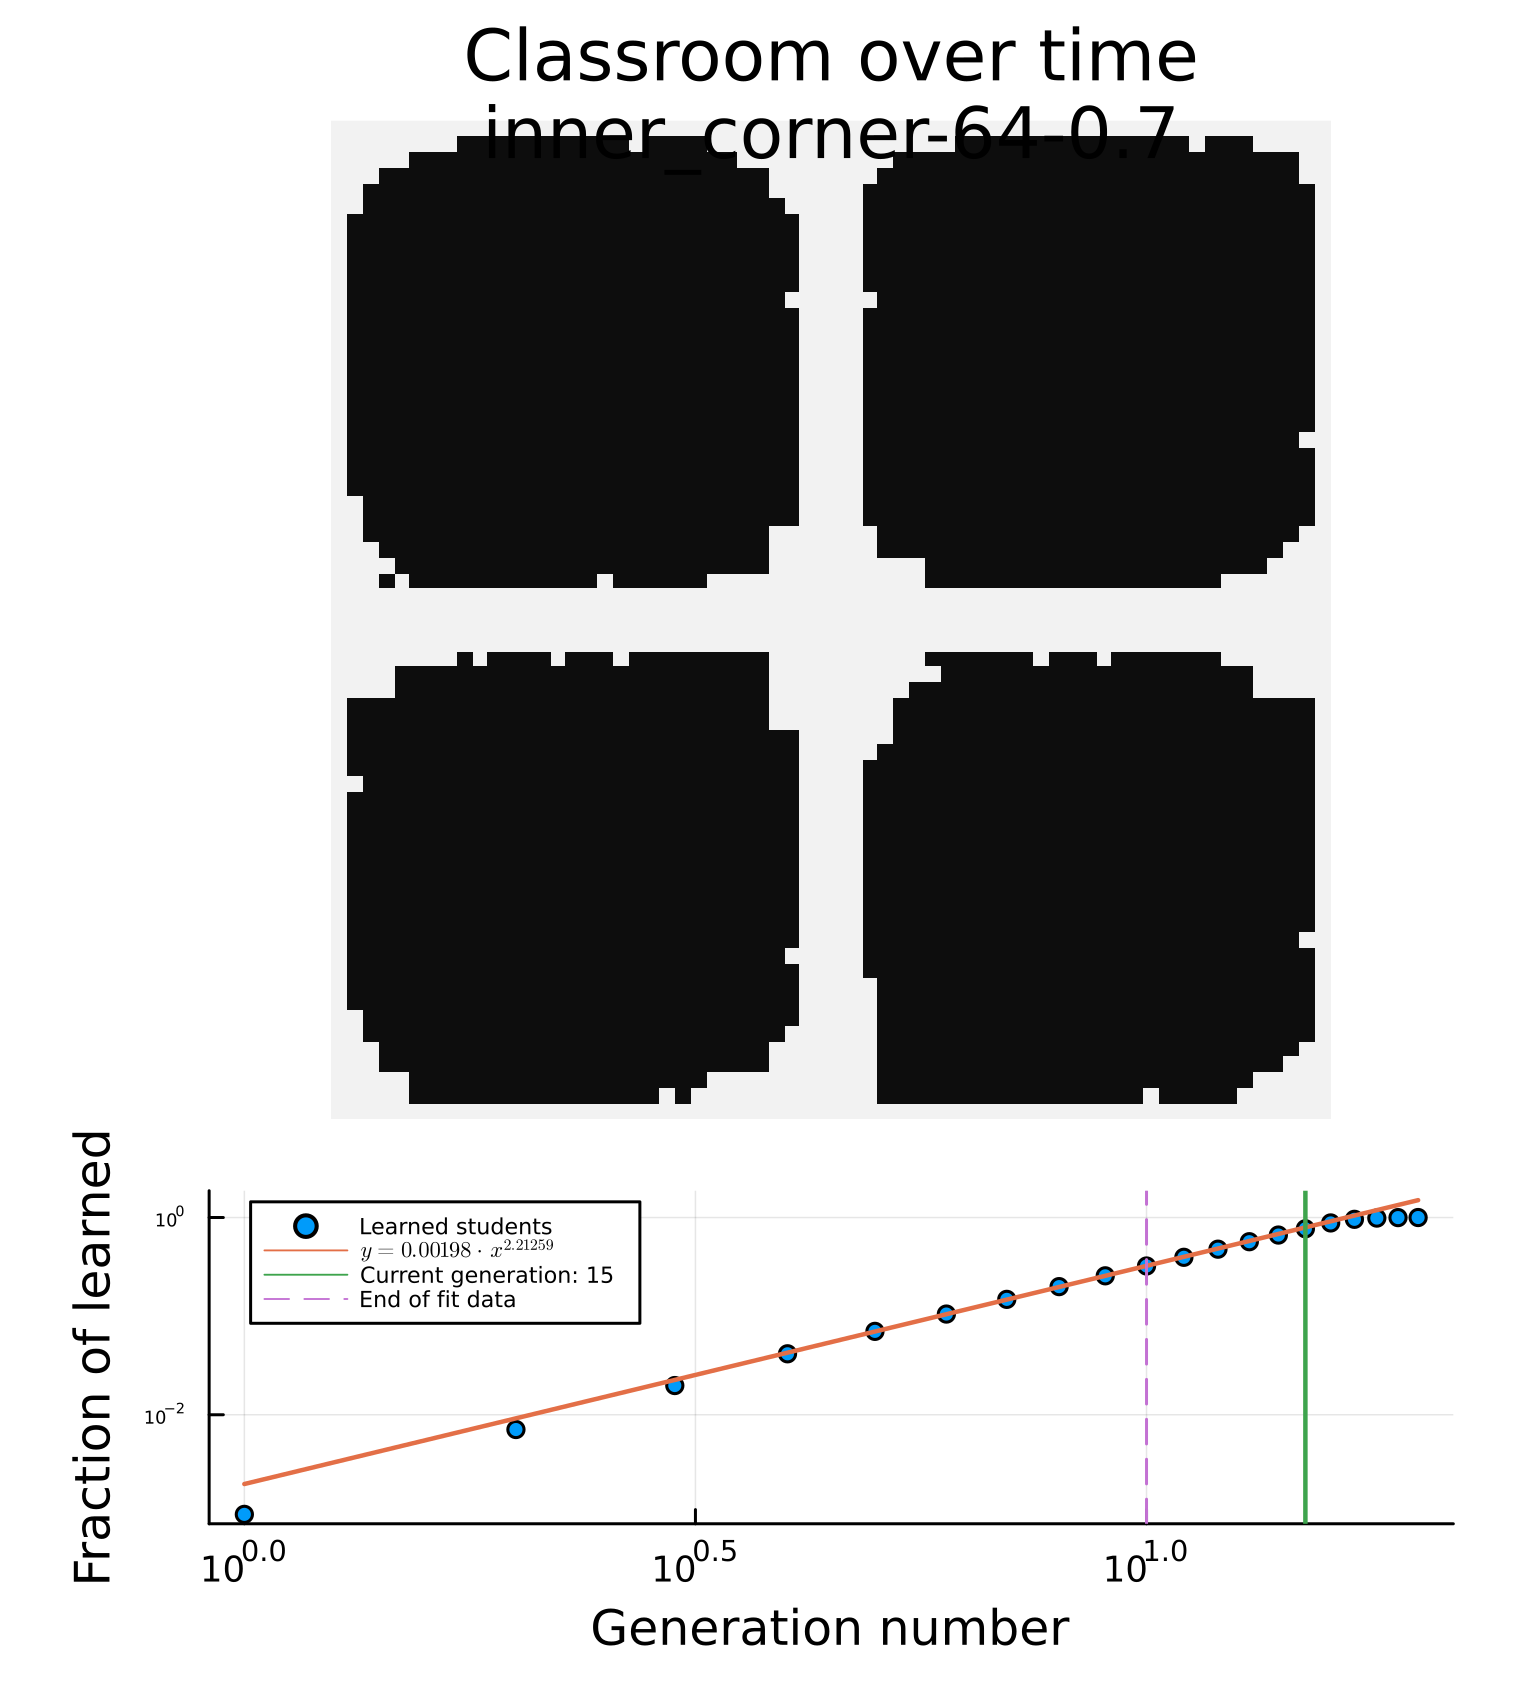 Classroom over time
inner_corner-64-0.7
Fraction of learned
10^0
10^−2
Learned students
y = 0.00198 · x^2.21259
Current generation: 15
End of fit data
10^0.0 10^0.5 10^1.0
Generation number